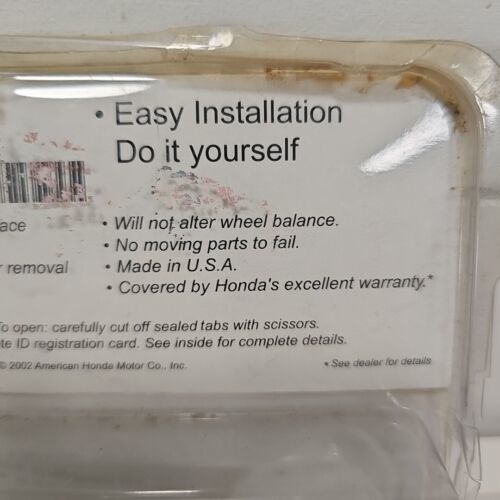 • Easy Installation
Do it yourself
ace
• Will not alter wheel balance.
• No moving parts to fail.
r removal
• Made in U.S.A.
• Covered by Honda's excellent warranty.*
To open: carefully cut off sealed tabs with scissors.
te ID registration card. See inside for complete details.
© 2002 American Honda Motor Co., Inc.
* See dealer for details